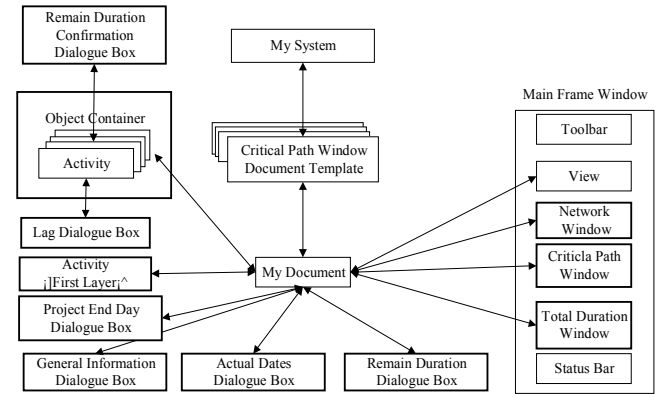 Remain Duration
Confirmation
Dialogue Box
My System
Main Frame Window
Object Container
Toolbar
Activity
Critical Path Window
Document Template
View
Lag Dialogue Box
Network
Window
Activity
¡]First Layer¡^
My Document
Criticla Path
Window
Project End Day
Dialogue Box
Total Duration
Window
General Information
Dialogue Box
Actual Dates
Dialogue Box
Remain Duration
Dialogue Box
Status Bar